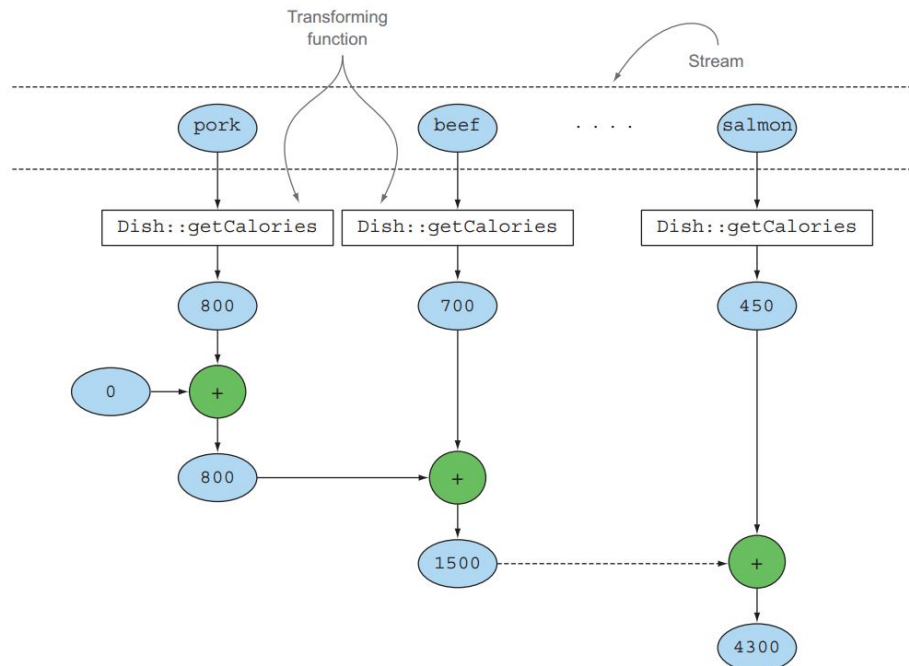 Transforming
function
Stream
pork
beef
. . . .
salmon
Dish::getCalories
Dish::getCalories
Dish::getCalories
800
700
450
0
+
800
+
1500
+
4300